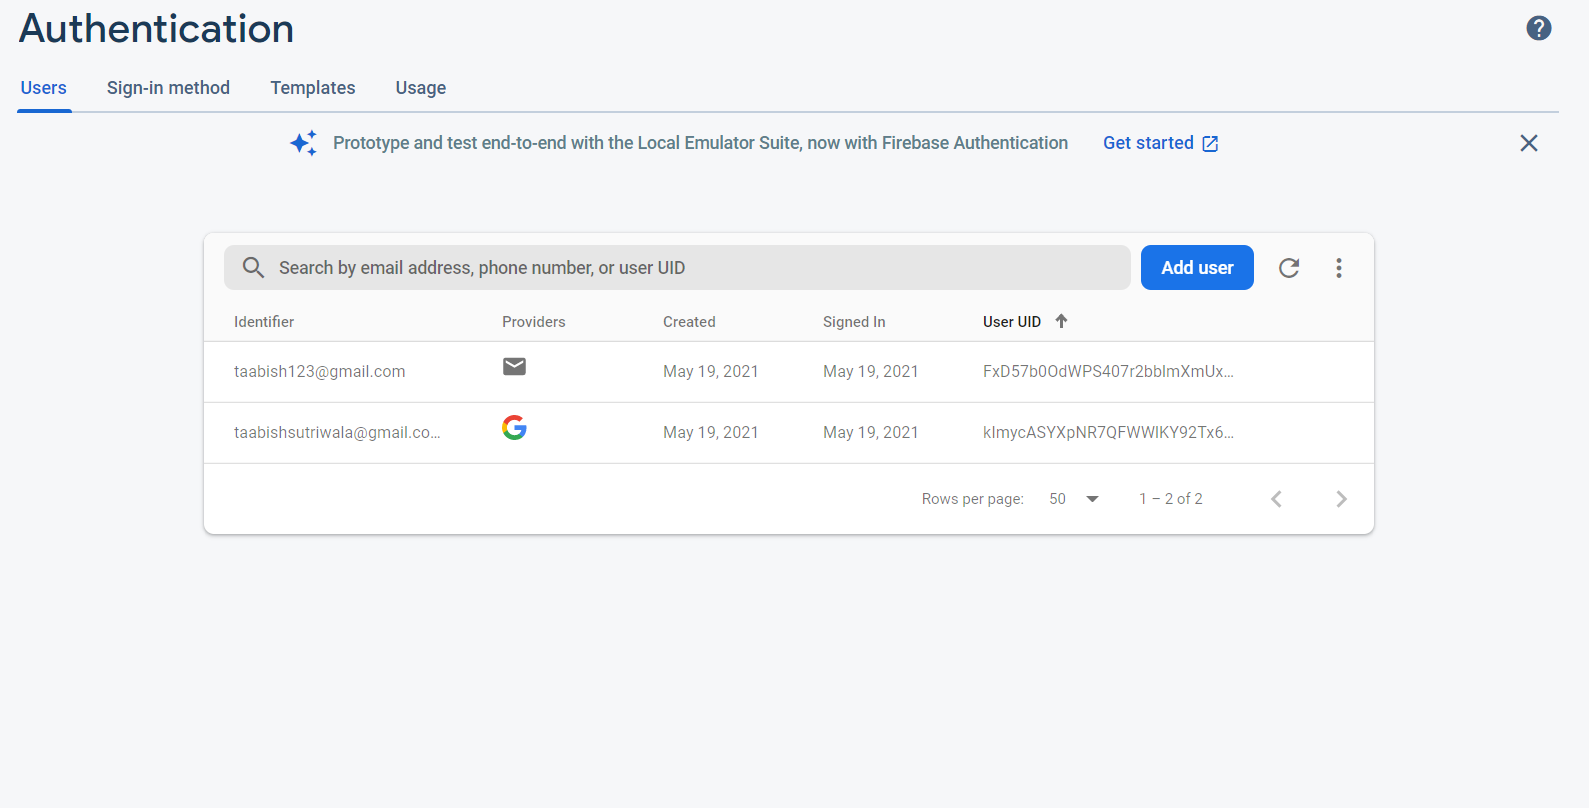 Authentication
Users Sign-in method Templates Usage
Prototype and test end-to-end with the Local Emulator Suite, now with Firebase Authentication Get started
Search by email address, phone number, or user UID Add user
Identifier Providers Created Signed In User UID
taabish123@gmail.com May 19, 2021 May 19, 2021 FxD57b0OdWPS407r2bblmXmUx...
taabishsutriwala@gmail.co... May 19, 2021 May 19, 2021 klmycASYXpNR7QFWWlKY92Tx6...
Rows per page: 50 1 – 2 of 2